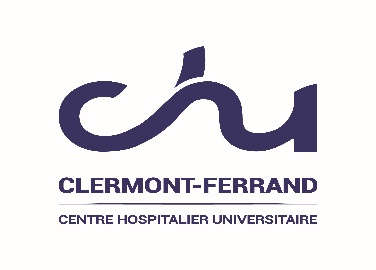 chu
CLERMONT-FERRAND
CENTRE HOSPITALIER UNIVERSITAIRE